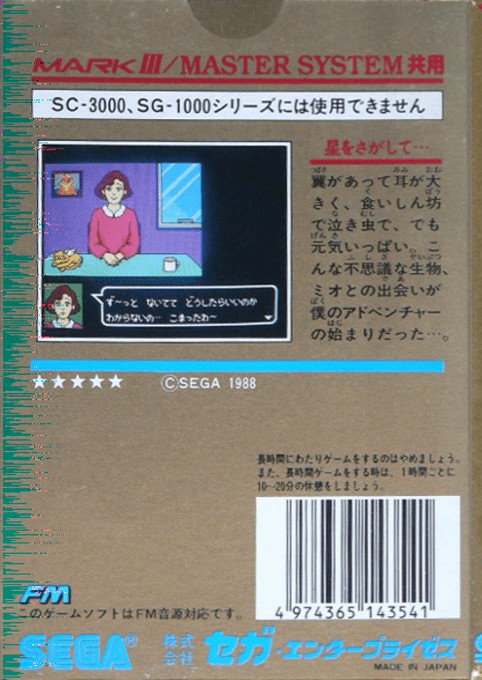 MARK III/MASTER SYSTEM共用
SC-3000、SG-1000シリーズには使用できません
星をさがして…
翼があって耳が大
きく、食いしん坊
で泣き虫で、でも
元気いっぱい。こ
んな不思議な生物、
ミオとの出会いが
僕のアドベンチャー
の始まりだった…。
ず〜っと ないてて どうしたらいいのか
わからないの… こまったわ〜
★★★★★ ©SEGA 1988
長時間にわたりゲームをするのはやめましょう。
また、長時間ゲームをする時は、1時間ごとに
10〜20分の休憩をしましょう。
4 974365 143541
FM
このゲームソフトはFM音源対応です。
SEGA® 株式会社 セガ・エンタープライゼス
MADE IN JAPAN